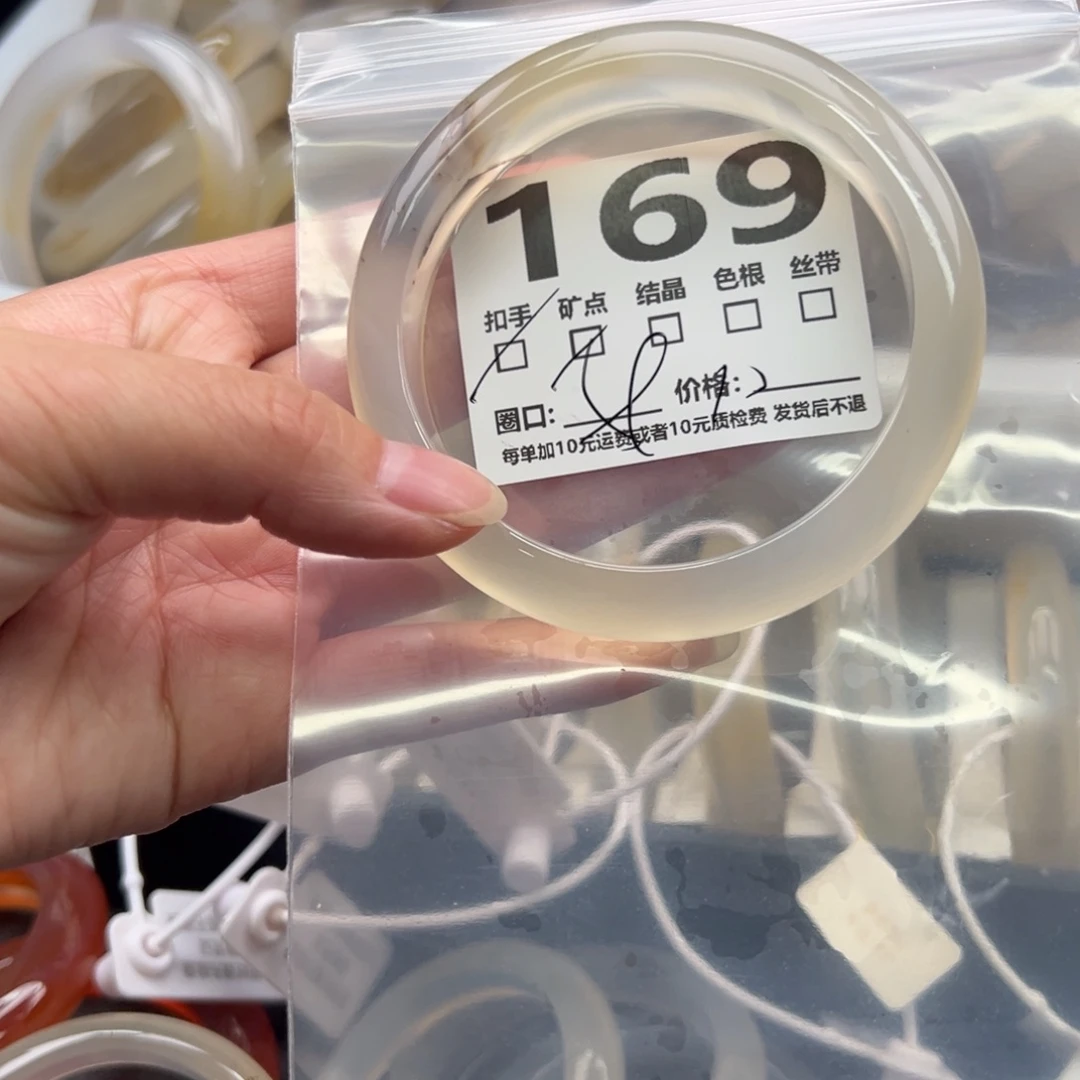 169
扣手 矿点 结晶 色根 丝带
圈口: 价格:
每单加10元运费或者10元质检费 发货后不退